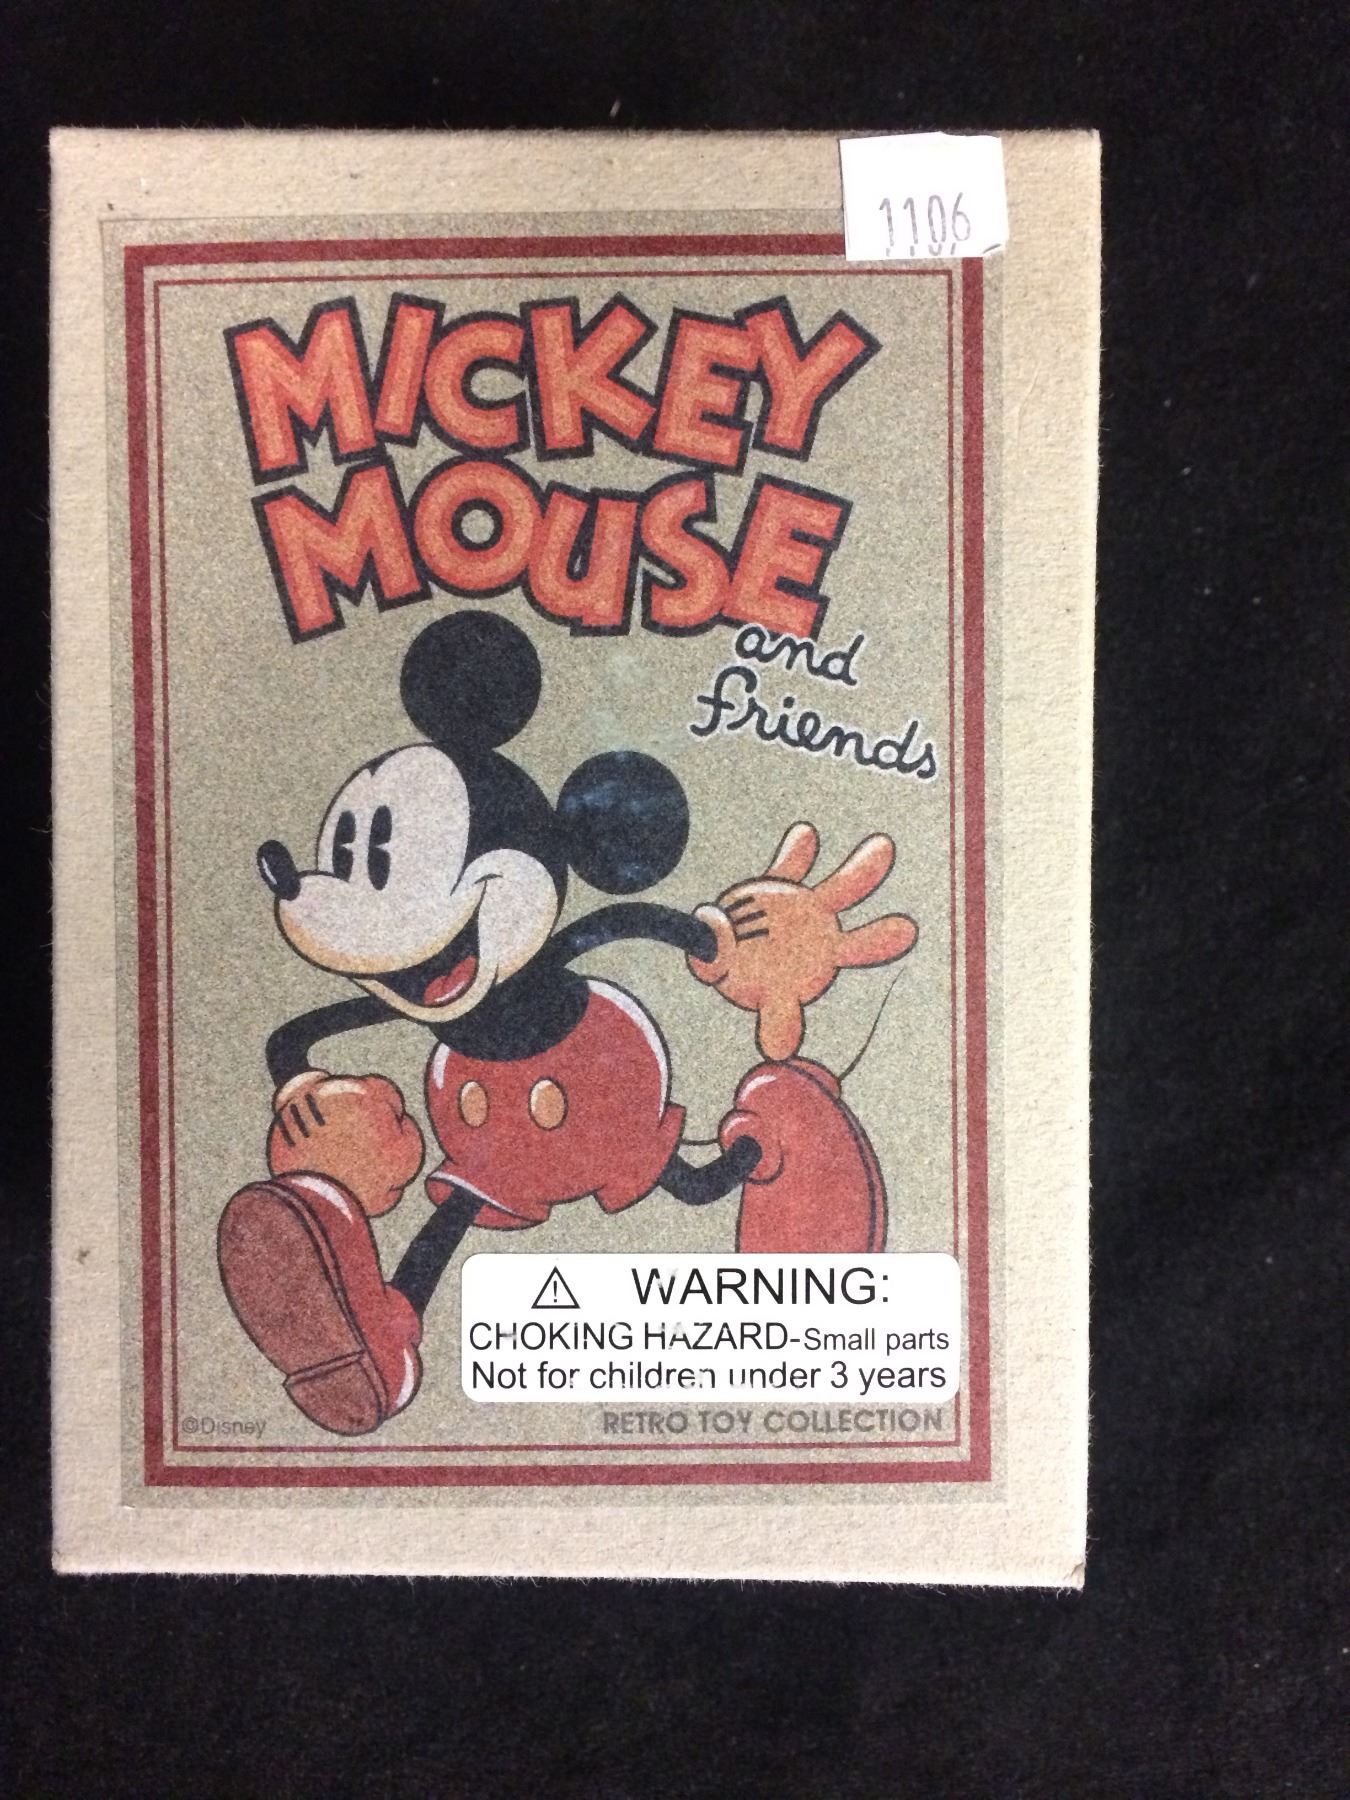 1106
MICKEY
MOUSE
and
friends
⚠ WARNING:
CHOKING HAZARD-Small parts
Not for children under 3 years
©Disney
RETRO TOY COLLECTION